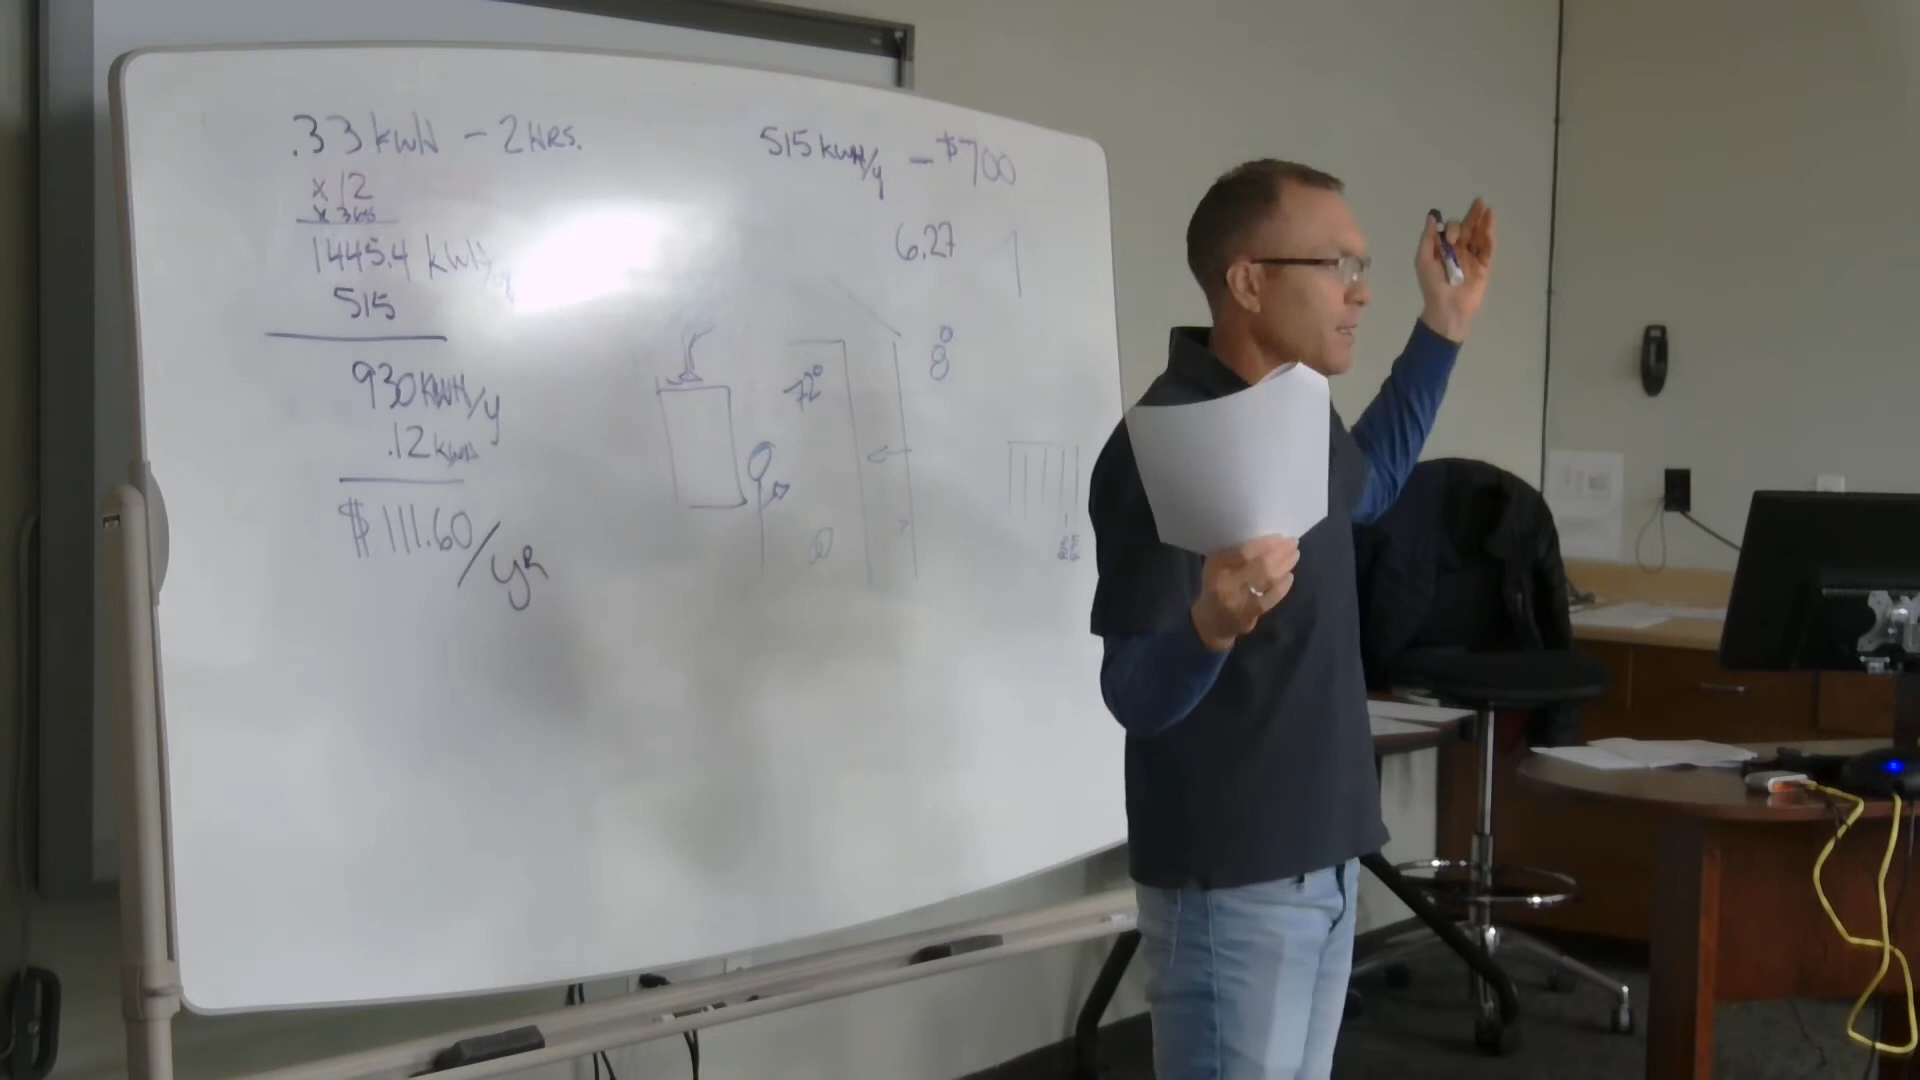 .33 kWH - 2 HRS.
x 12
x 365
1445.4 kWH/y
515
930 KWH/y
.12 kWH
$111.60/yR
515 kWH/y - $700
6.27
72°
8°